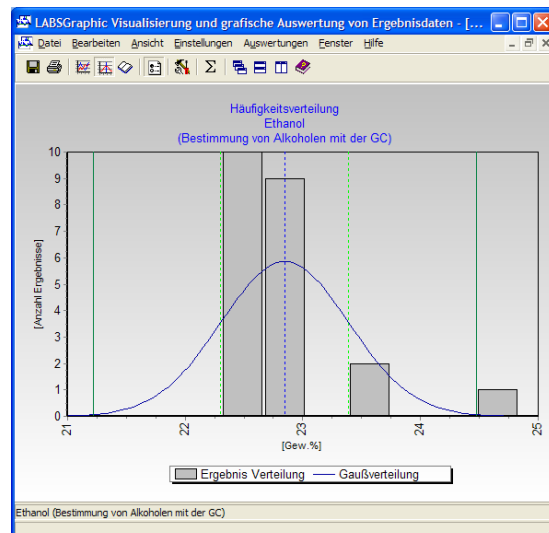 LABSGraphic Visualisierung und grafische Auswertung von Ergebnisdaten - [...
Datei Bearbeiten Ansicht Einstellungen Auswertungen Fenster Hilfe
Häufigkeitsverteilung
Ethanol
(Bestimmung von Alkoholen mit der GC)
[Anzahl Ergebnisse)
10
9
8
7
6
5
4
3
2
1
0
21
22
23
24
25
[Gew.%]
Ergebnis Verteilung
Gaußverteilung
Ethanol (Bestimmung von Alkoholen mit der GC)